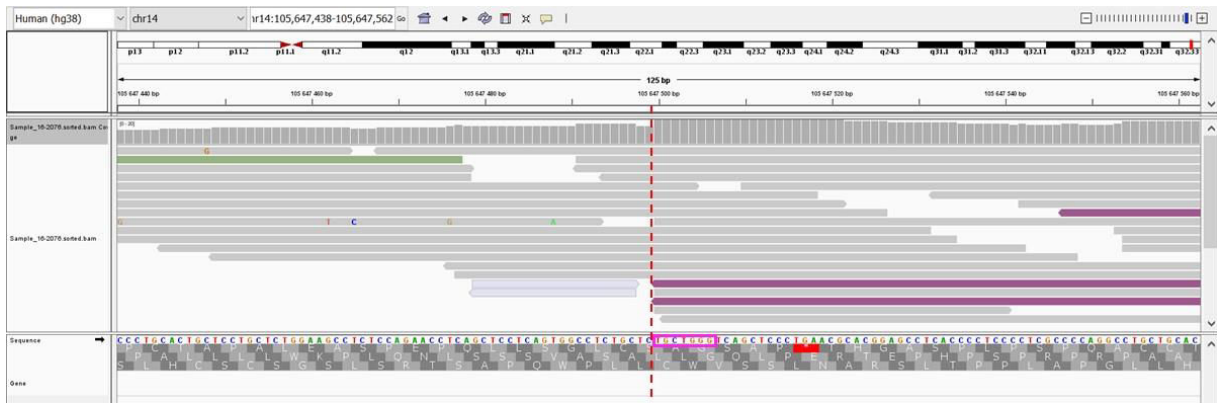 Human (hg38) chr14 ır14:105,647,438-105,647,562 Go
p13 p12 p11.2 p11.1 q11.2 q12 q13.1 q13.3 q21.1 q21.2 q21.3 q22.1 q22.3 q23.1 q23.2 q23.3 q24.1 q24.2 q24.3 q31.1 q31.2 q31.3 q32.11 q32.13 q32.2 q32.31 q32.33
125 bp
105 647 440 bp 105 647 460 bp 105 647 480 bp 105 647 500 bp 105 647 520 bp 105 647 540 bp 105 647 560 bp
Sample_16-2076.sorted.bam Co
ge
G
G T C G A
Sample_16-2076.sorted.bam
Sequence CCCTGCACTGCTCCTGCTCTGGAAGCCTCTCCAGAACCTCAGCTCCTCAGTGGCCTCTGCTCTGCTGGGTCAGCTCCCTGAACGCACGGAGCCTCACCCCTCCCCTCGCCCCAGGCCTGCTGCAC
S L H C S C S G S L S R T S A P Q W P L L C W V S S L N A R S L T P P L A P G L L H
Gene